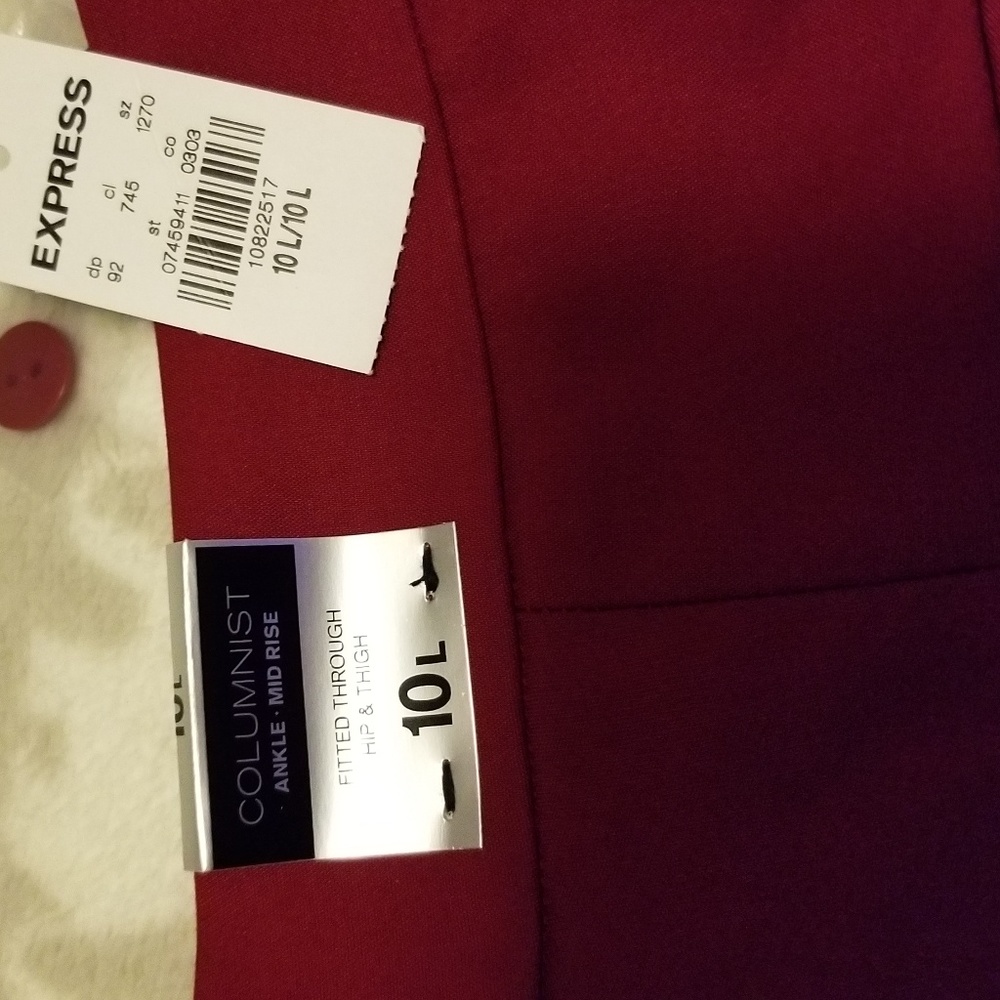 EXPRESS
dp cl sz
92 745 1270
st co
07459411 0303
10822517
10 L/10 L
COLUMNIST
ANKLE · MID RISE
FITTED THROUGH
HIP & THIGH
10 L
10 L